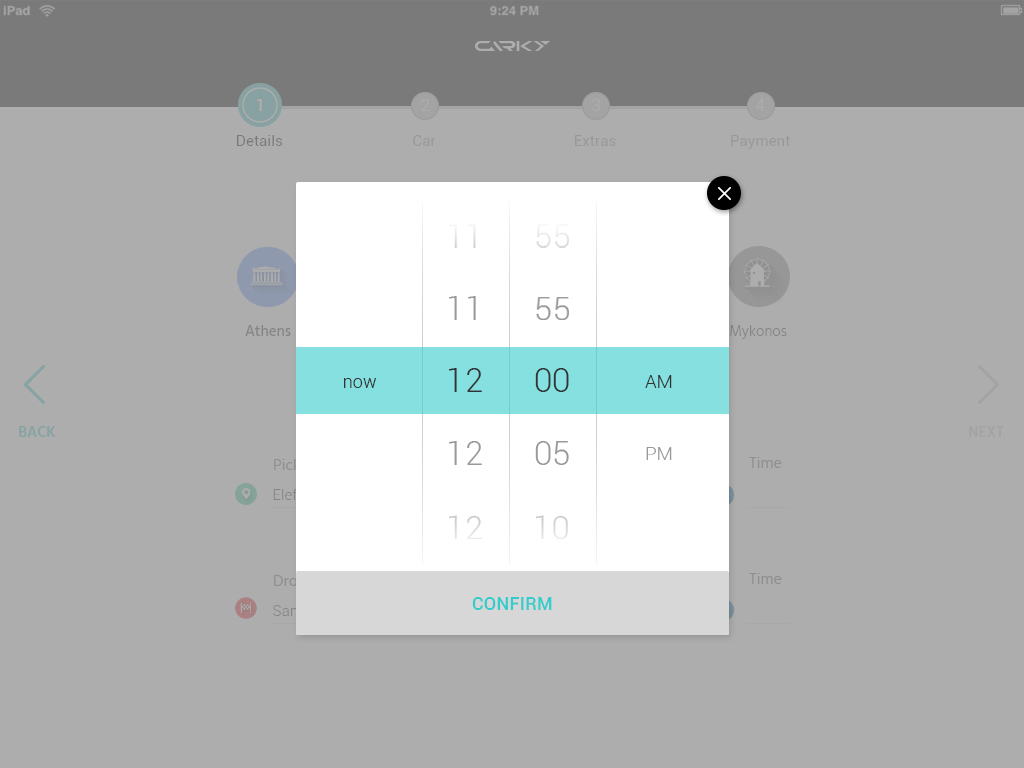 iPad 9:24 PM
CARKY
1 2 3 4
Details Car Extras Payment
11 55
11 55
now 12 00 AM
12 05 PM
12 10
Athens Mykonos
BACK NEXT
Pick Time
Elef
Dro Time
San
CONFIRM